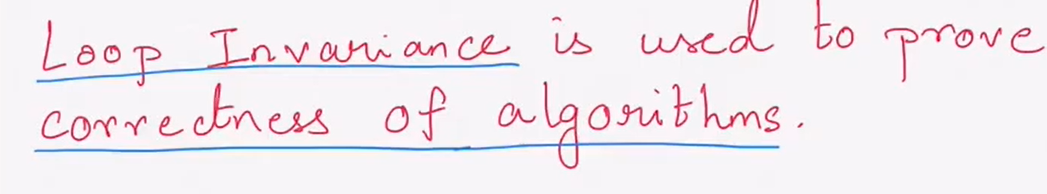 Loop Invariance is used to prove
correctness of algorithms.